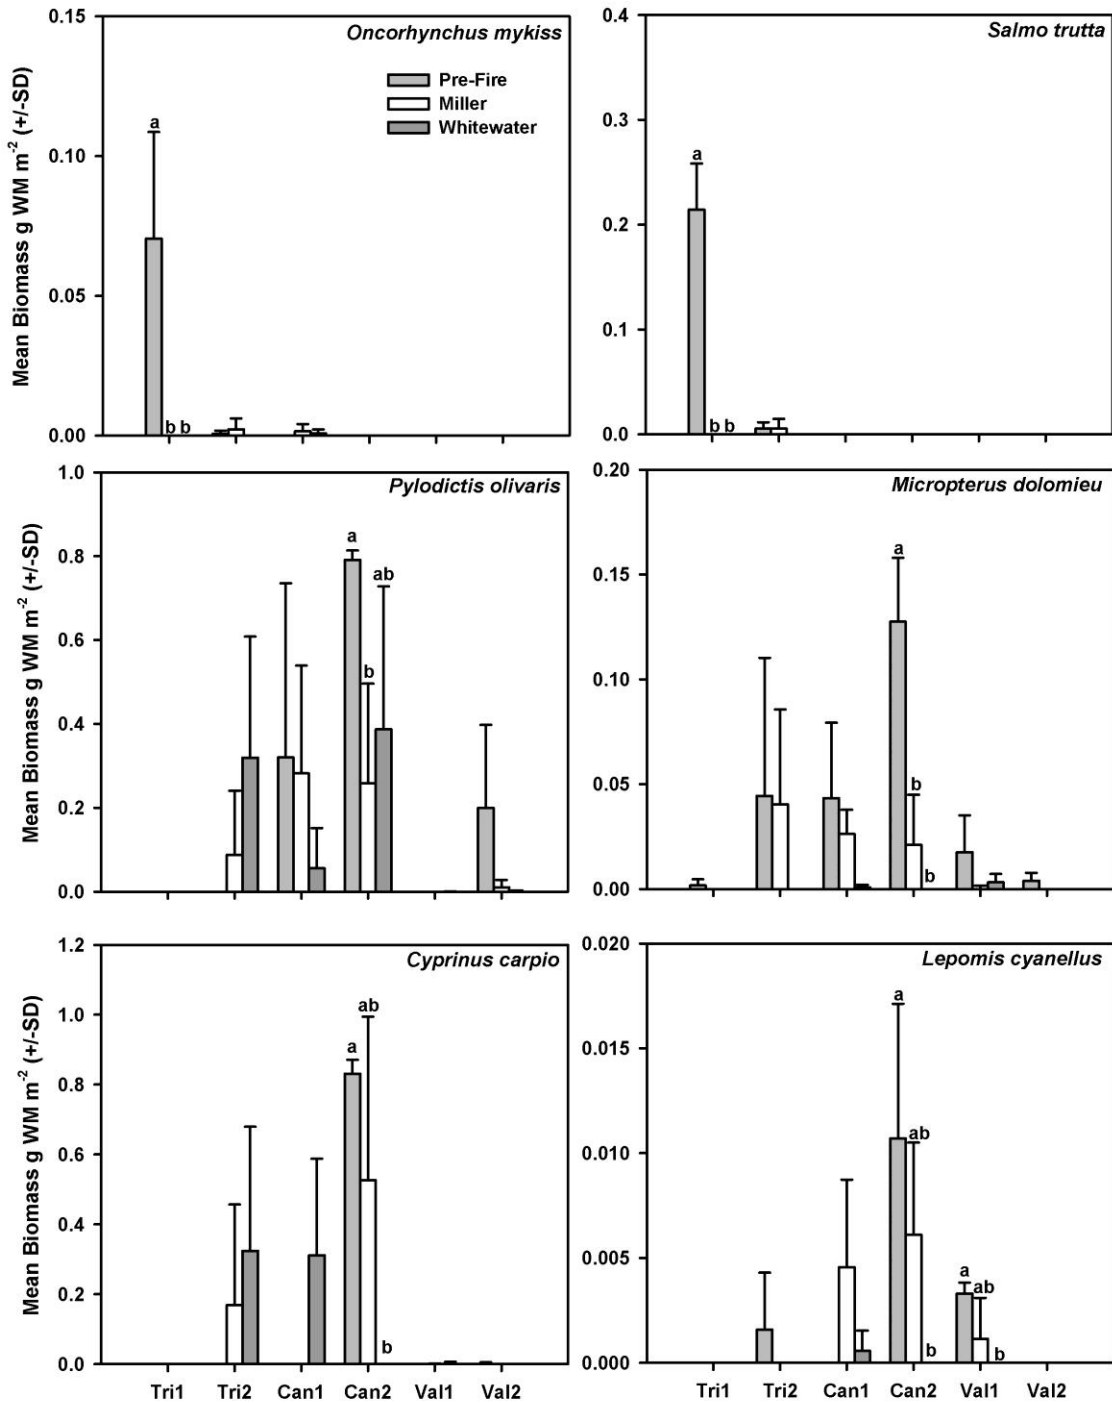 Oncorhynchus mykiss
Pre-Fire
Miller
Whitewater
Mean Biomass g WM m⁻² (+/-SD)
0.15
0.10
0.05
0.00
a
b b
Salmo trutta
0.4
0.3
0.2
0.1
0.0
a
b b
Pylodictis olivaris
Mean Biomass g WM m⁻² (+/-SD)
1.0
0.8
0.6
0.4
0.2
0.0
a
ab
b
Micropterus dolomieu
0.20
0.15
0.10
0.05
0.00
a
b
b
Cyprinus carpio
Mean Biomass g WM m⁻² (+/-SD)
1.2
1.0
0.8
0.6
0.4
0.2
0.0
ab
a
b
Tri1 Tri2 Can1 Can2 Val1 Val2
Lepomis cyanellus
0.020
0.015
0.010
0.005
0.000
a
ab
b
a
ab
b
Tri1 Tri2 Can1 Can2 Val1 Val2